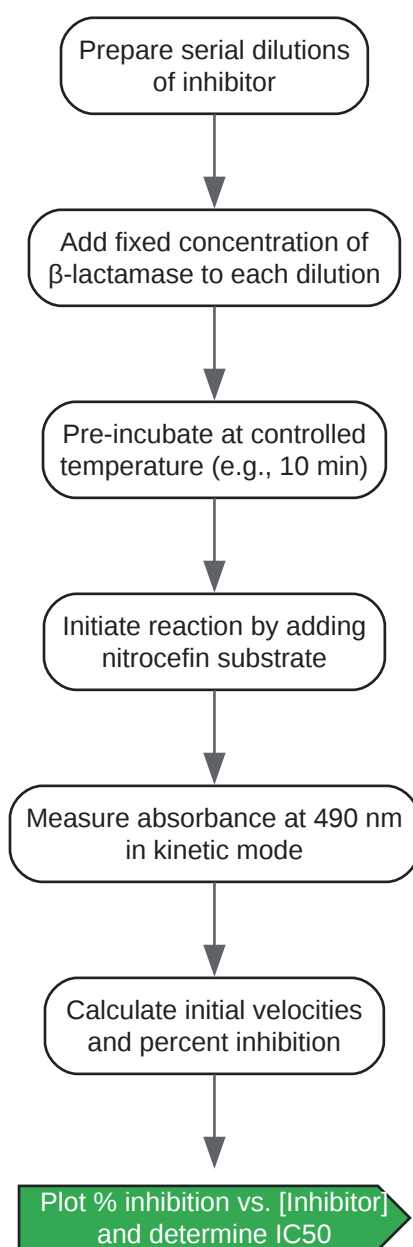 Prepare serial dilutions
of inhibitor
Add fixed concentration of
β-lactamase to each dilution
Pre-incubate at controlled
temperature (e.g., 10 min)
Initiate reaction by adding
nitrocefin substrate
Measure absorbance at 490 nm
in kinetic mode
Calculate initial velocities
and percent inhibition
Plot % inhibition vs. [Inhibitor]
and determine IC50